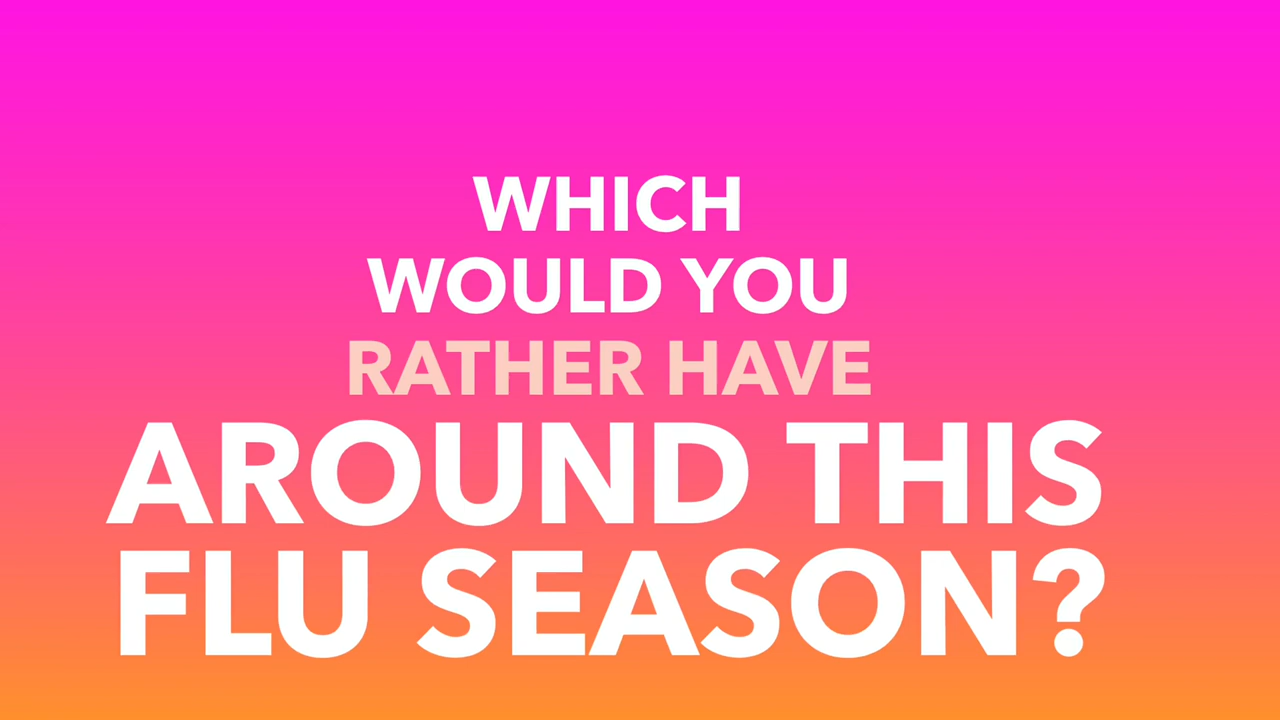 WHICH
WOULD YOU
RATHER HAVE
AROUND THIS
FLU SEASON?